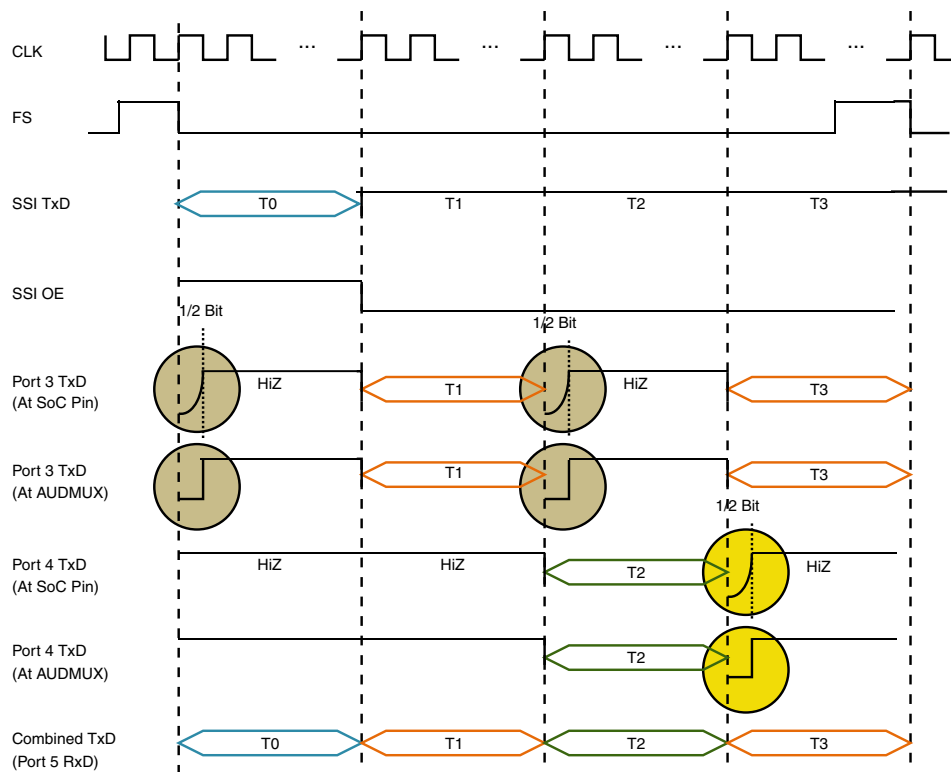 CLK
... ... ... ...
FS
SSI TxD
T0 T1 T2 T3
SSI OE
1/2 Bit 1/2 Bit
Port 3 TxD
(At SoC Pin)
HiZ T1 HiZ T3
Port 3 TxD
(At AUDMUX)
T1 T3
1/2 Bit
Port 4 TxD
(At SoC Pin)
HiZ HiZ T2 HiZ
Port 4 TxD
(At AUDMUX)
T2
Combined TxD
(Port 5 RxD)
T0 T1 T2 T3